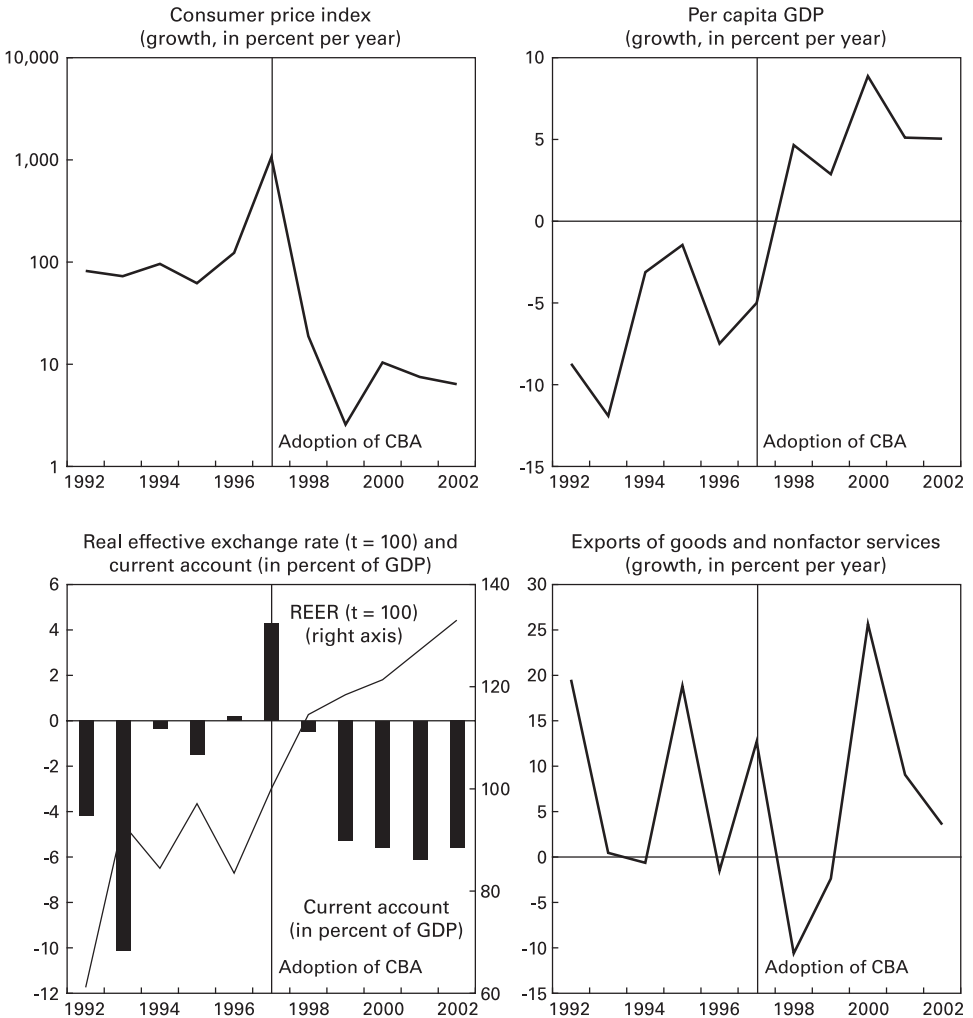 Consumer price index
(growth, in percent per year)
10,000
1,000
100
10
1
Adoption of CBA
1992 1994 1996 1998 2000 2002
Per capita GDP
(growth, in percent per year)
10
5
0
-5
-10
-15
Adoption of CBA
1992 1994 1996 1998 2000 2002
Real effective exchange rate (t = 100) and
current account (in percent of GDP)
6
4
2
0
-2
-4
-6
-8
-10
-12
140
120
100
80
60
REER (t = 100)
(right axis)
Current account
(in percent of GDP)
Adoption of CBA
1992 1994 1996 1998 2000 2002
Exports of goods and nonfactor services
(growth, in percent per year)
30
25
20
15
10
5
0
-5
-10
-15
Adoption of CBA
1992 1994 1996 1998 2000 2002